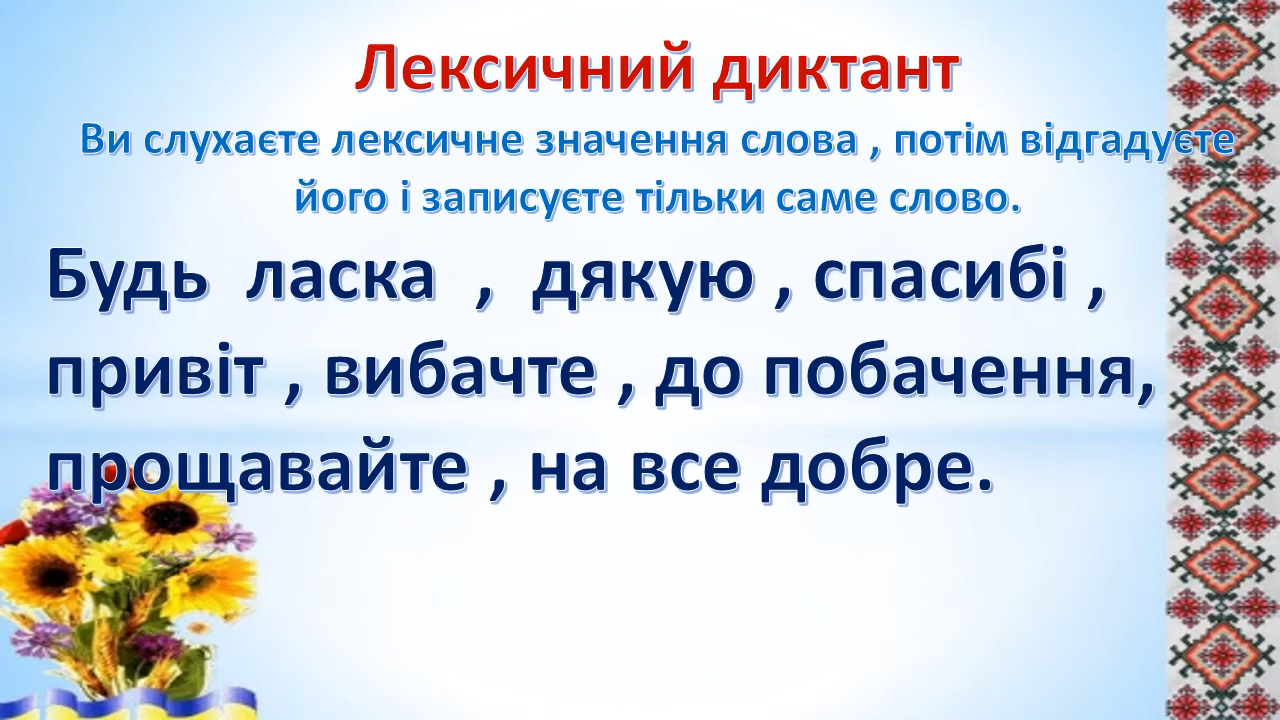 Лексичний диктант
Ви слухаєте лексичне значення слова , потім відгадуєте
його і записуєте тільки саме слово.
Будь ласка , дякую , спасибі ,
привіт , вибачте , до побачення,
прощавайте , на все добре.